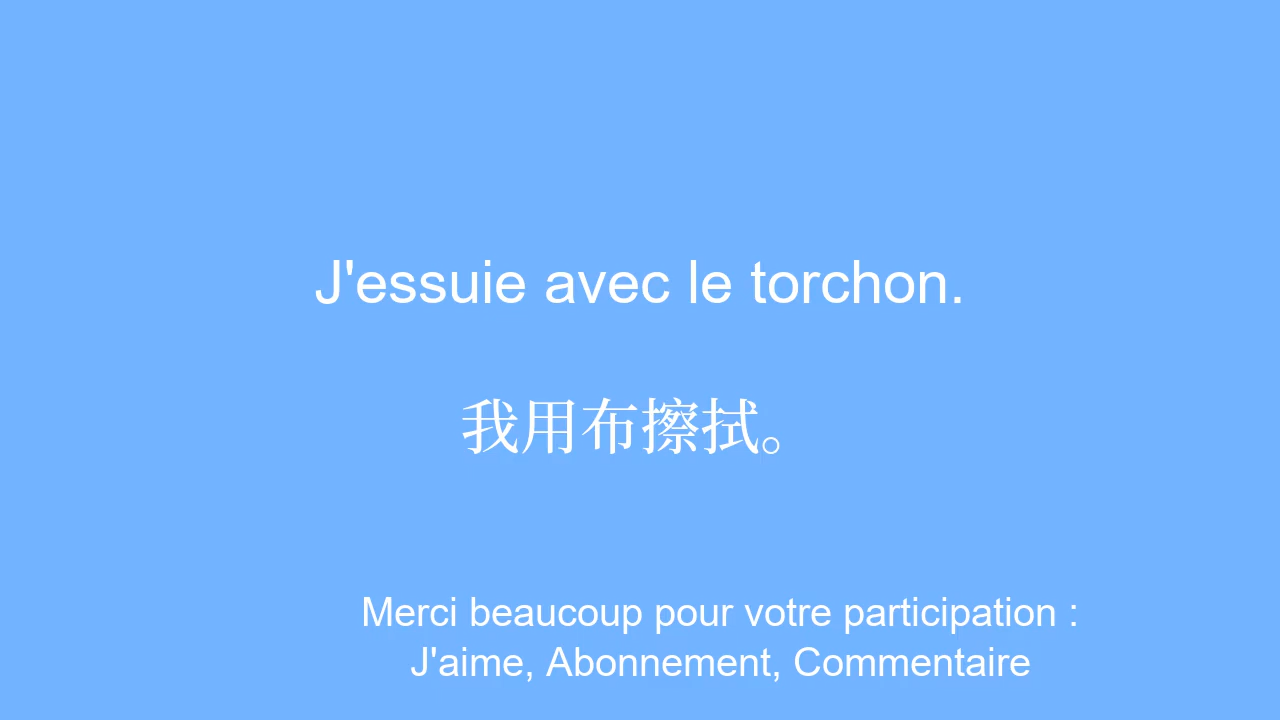 J'essuie avec le torchon.
我用布擦拭。
Merci beaucoup pour votre participation :
J'aime, Abonnement, Commentaire